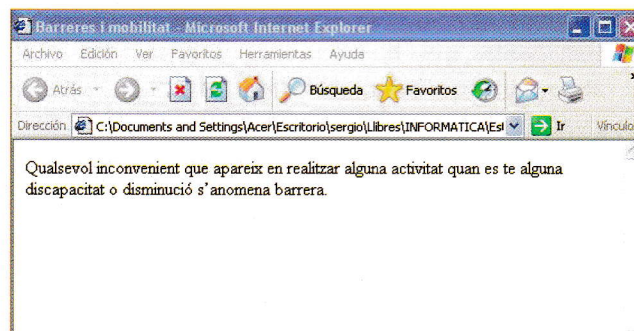 Barreres i mobilitat - Microsoft Internet Explorer
Archivo Edición Ver Favoritos Herramientas Ayuda
Atrás Búsqueda Favoritos
Dirección C:\Documents and Settings\Acer\Escritorio\sergio\Llibres\INFORMATICA\Est Ir Vínculo
Qualsevol inconvenient que apareix en realitzar alguna activitat quan es te alguna
discapacitat o disminució s'anomena barrera.